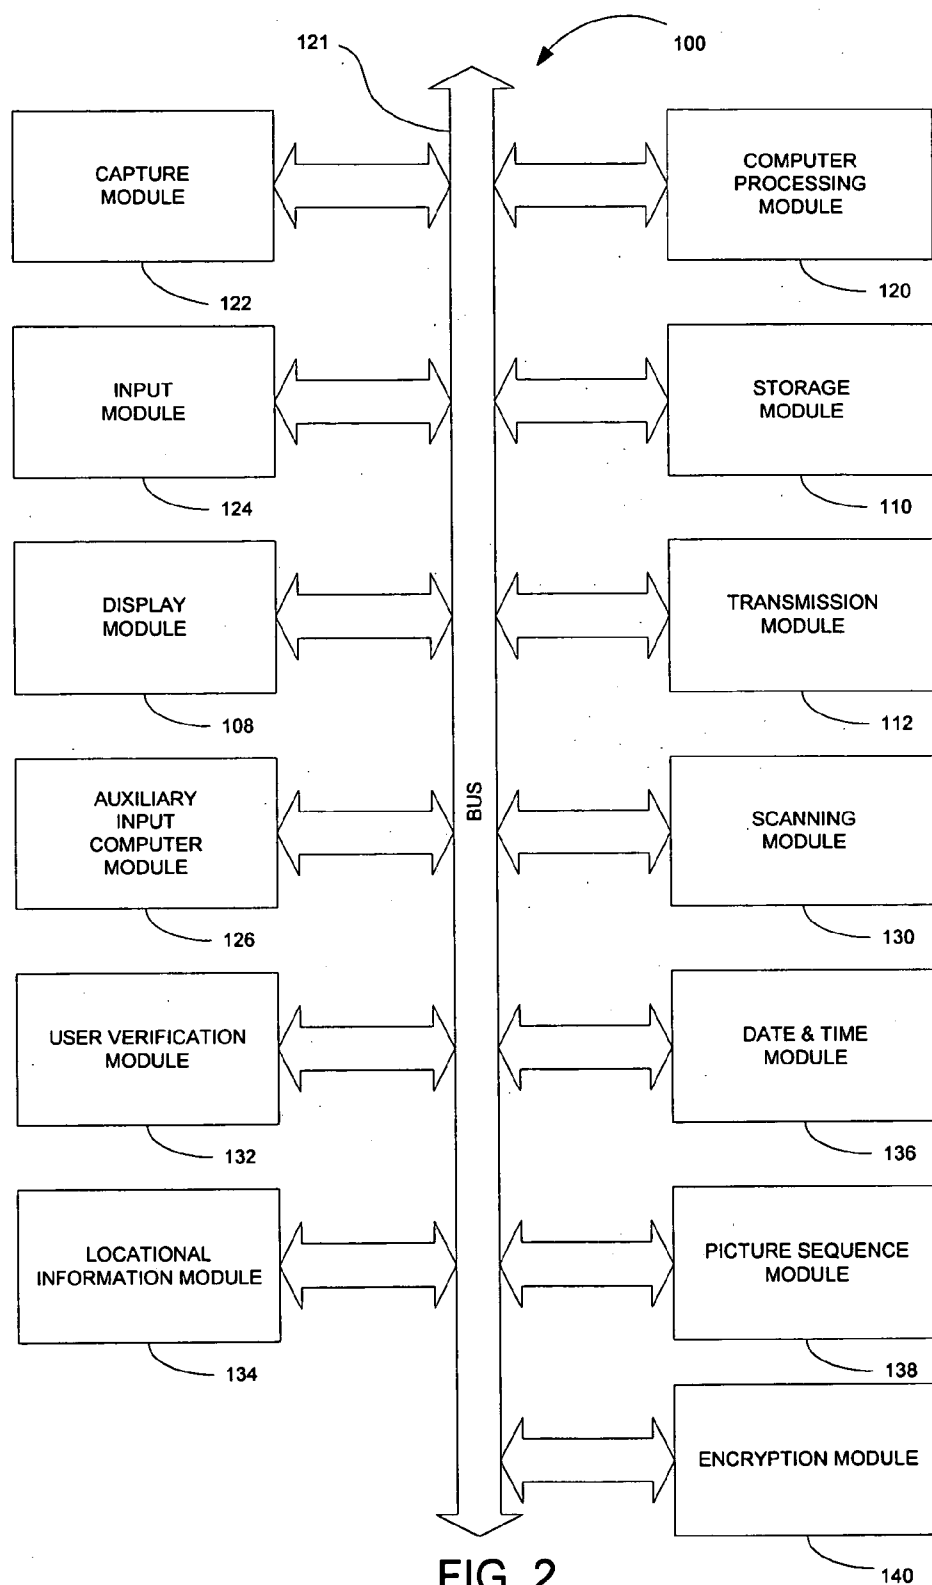 121
100
CAPTURE
MODULE
122
COMPUTER
PROCESSING
MODULE
120
INPUT
MODULE
124
STORAGE
MODULE
110
DISPLAY
MODULE
108
TRANSMISSION
MODULE
112
BUS
AUXILIARY
INPUT
COMPUTER
MODULE
126
SCANNING
MODULE
130
USER VERIFICATION
MODULE
132
DATE & TIME
MODULE
136
LOCATIONAL
INFORMATION MODULE
134
PICTURE SEQUENCE
MODULE
138
ENCRYPTION MODULE
140
FIG. 2